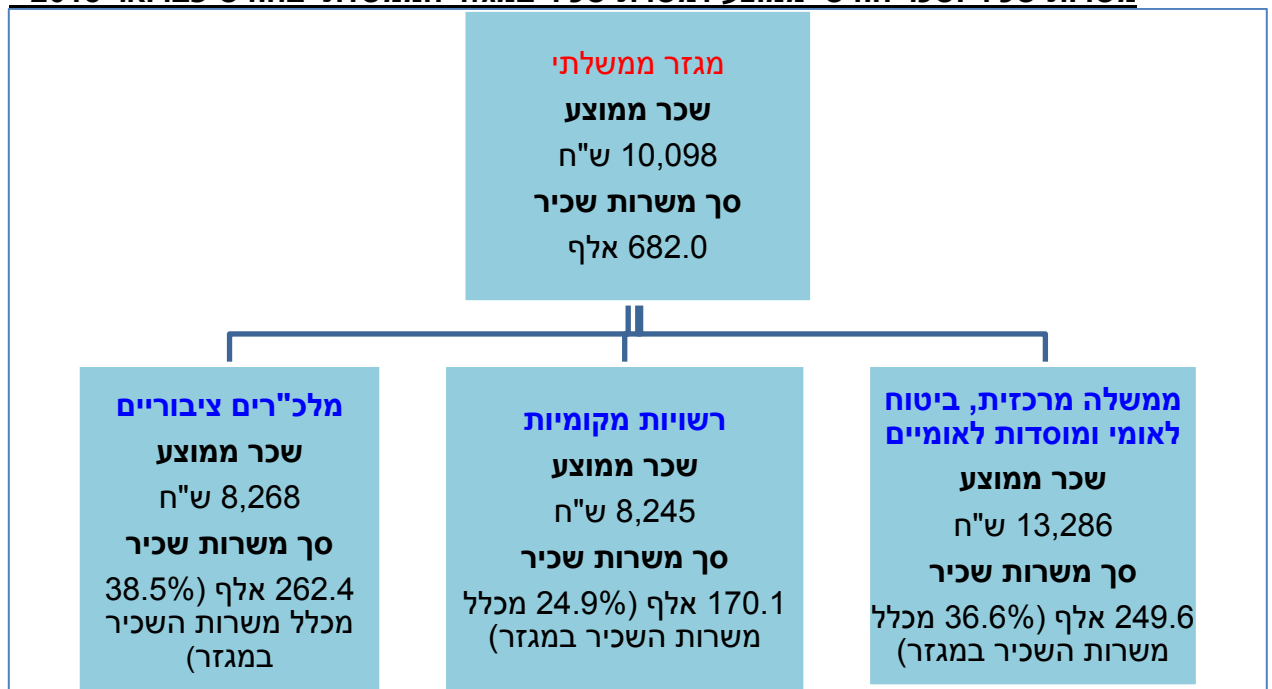 מגזר ממשלתי
שכר ממוצע
10,098 ש"ח
סך משרות שכיר
682.0 אלף
ממשלה מרכזית, ביטוח
לאומי ומוסדות לאומיים
שכר ממוצע
13,286 ש"ח
סך משרות שכיר
249.6 אלף (36.6% מכלל
משרות השכיר במגזר)
רשויות מקומיות
שכר ממוצע
8,245 ש"ח
סך משרות שכיר
170.1 אלף (24.9% מכלל
משרות השכיר במגזר)
מלכ"רים ציבוריים
שכר ממוצע
8,268 ש"ח
סך משרות שכיר
262.4 אלף (38.5%
מכלל משרות השכיר
במגזר)